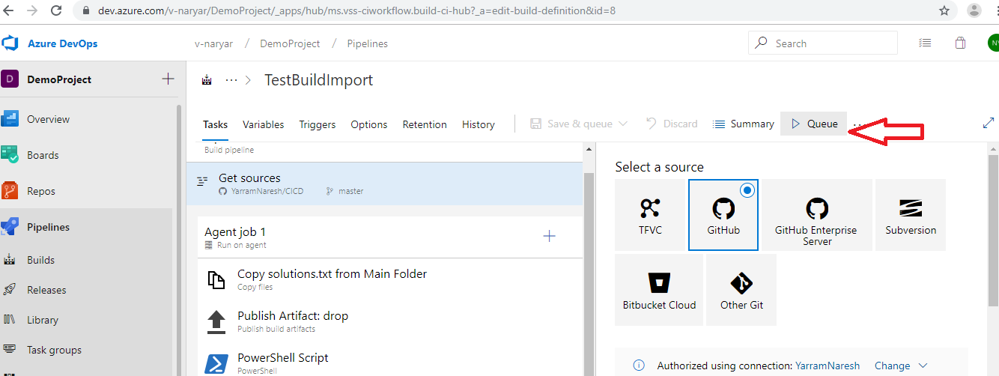 dev.azure.com/v-naryar/DemoProject/_apps/hub/ms.vss-ciworkflow.build-ci-hub?_a=edit-build-definition&id=8
Azure DevOps
v-naryar / DemoProject / Pipelines
Search
NY
D DemoProject
... > TestBuildImport
Tasks Variables Triggers Options Retention History Save & queue Discard Summary Queue ...
Overview
Boards
Repos
Pipelines
Builds
Releases
Library
Task groups
Build pipeline
Get sources
YarramNaresh/CICD master
Agent job 1
Run on agent
Copy solutions.txt from Main Folder
Copy files
Publish Artifact: drop
Publish build artifacts
PowerShell Script
PowerShell
Select a source
TFVC
GitHub
GitHub Enterprise
Server
Subversion
Bitbucket Cloud
Other Git
Authorized using connection: YarramNaresh Change